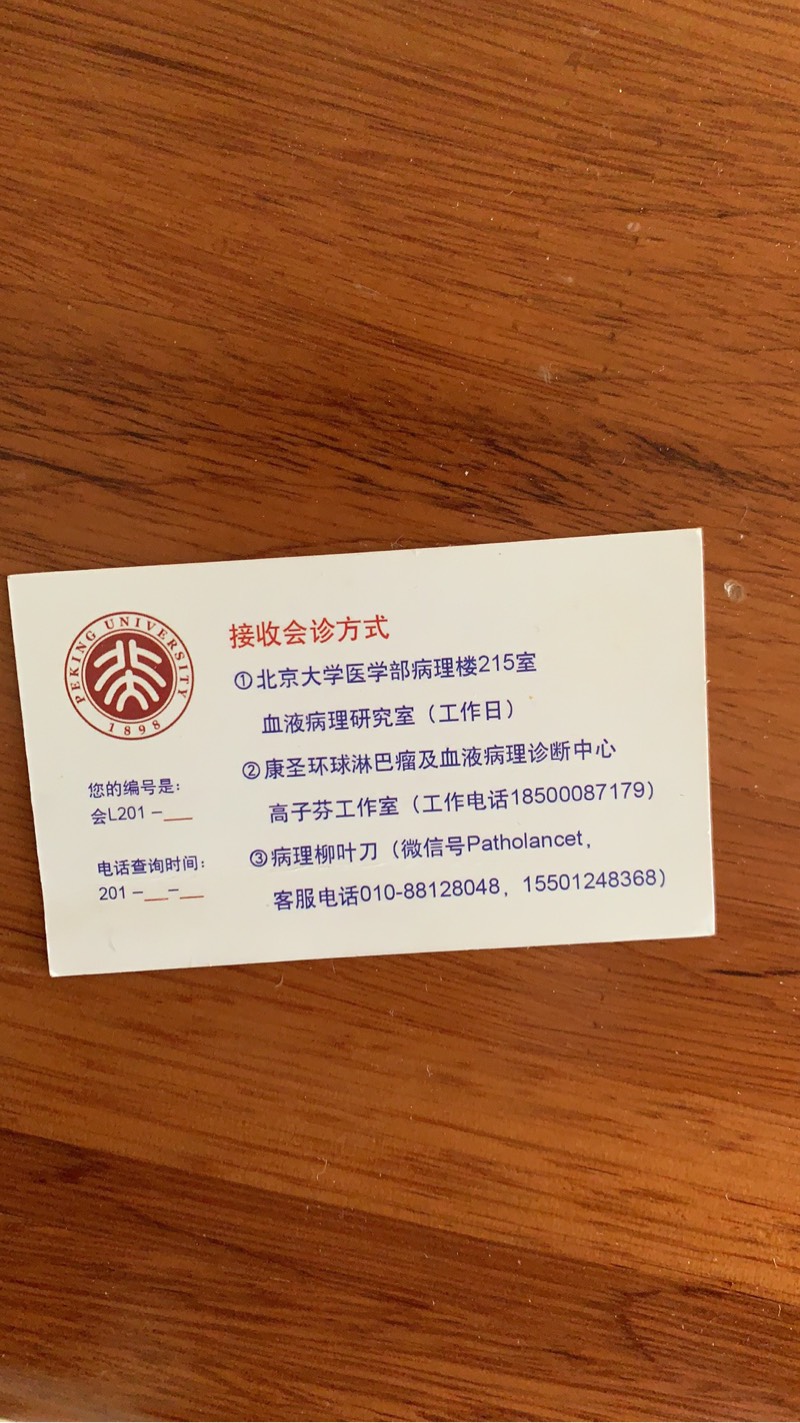 PEKING UNIVERSITY
1898
您的编号是：
会L201 –__
电话查询时间：
201 –__–__
接收会诊方式
①北京大学医学部病理楼215室
血液病理研究室（工作日）
②康圣环球淋巴瘤及血液病理诊断中心
高子芬工作室（工作电话18500087179）
③病理柳叶刀（微信号Patholancet，
客服电话010-88128048，15501248368）